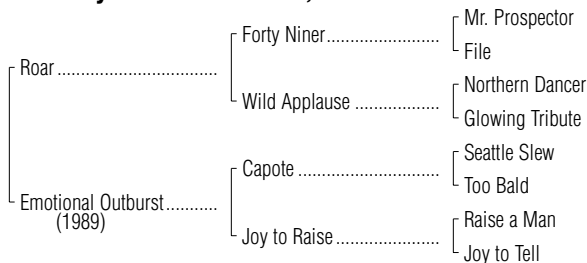 Mr. Prospector
Forty Niner
File
Roar
Northern Dancer
Wild Applause
Glowing Tribute
Seattle Slew
Capote
Too Bald
Emotional Outburst
(1989)
Raise a Man
Joy to Raise
Joy to Tell